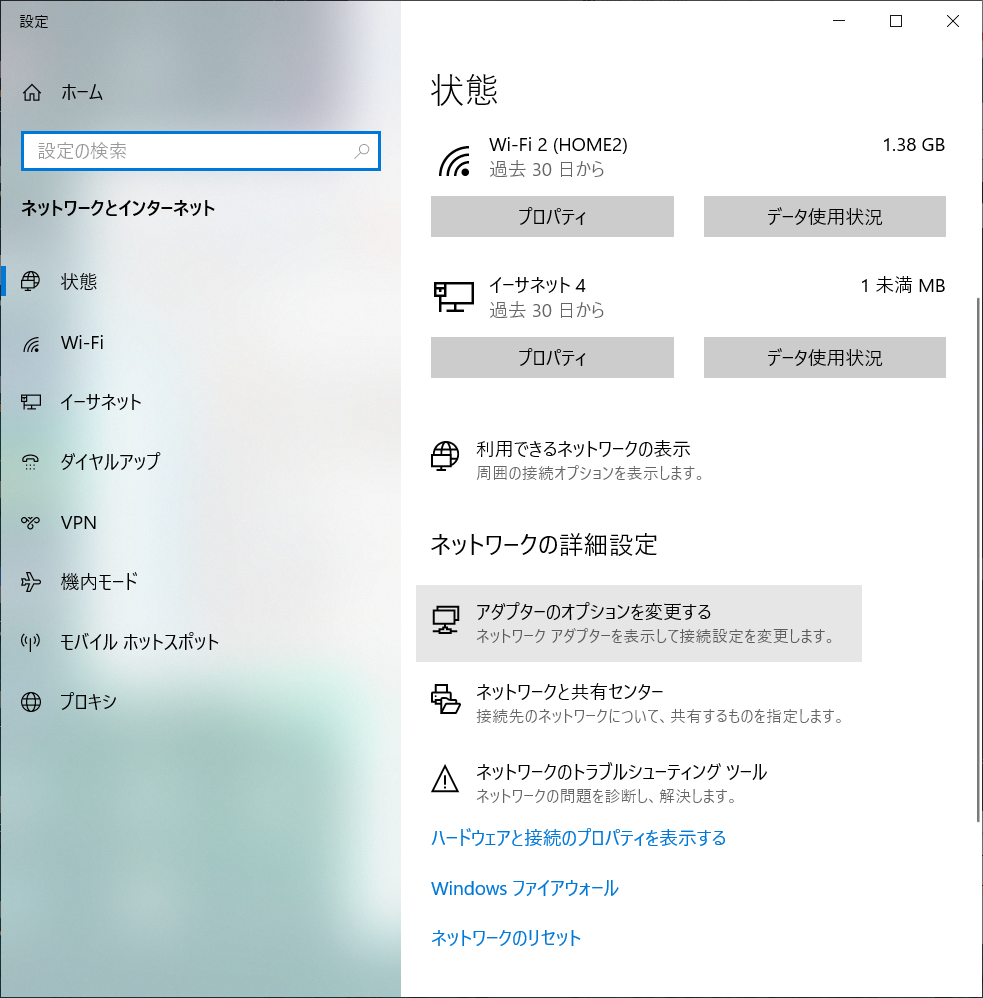 設定
ホーム
設定の検索
ネットワークとインターネット
状態
Wi-Fi
イーサネット
ダイヤルアップ
VPN
機内モード
モバイル ホットスポット
プロキシ
状態
Wi-Fi 2 (HOME2)
1.38 GB
過去 30 日から
プロパティ
データ使用状況
イーサネット 4
1 未満 MB
過去 30 日から
プロパティ
データ使用状況
利用できるネットワークの表示
周囲の接続オプションを表示します。
ネットワークの詳細設定
アダプターのオプションを変更する
ネットワーク アダプターを表示して接続設定を変更します。
ネットワークと共有センター
接続先のネットワークについて、共有するものを指定します。
ネットワークのトラブルシューティング ツール
ネットワークの問題を診断し、解決します。
ハードウェアと接続のプロパティを表示する
Windows ファイアウォール
ネットワークのリセット